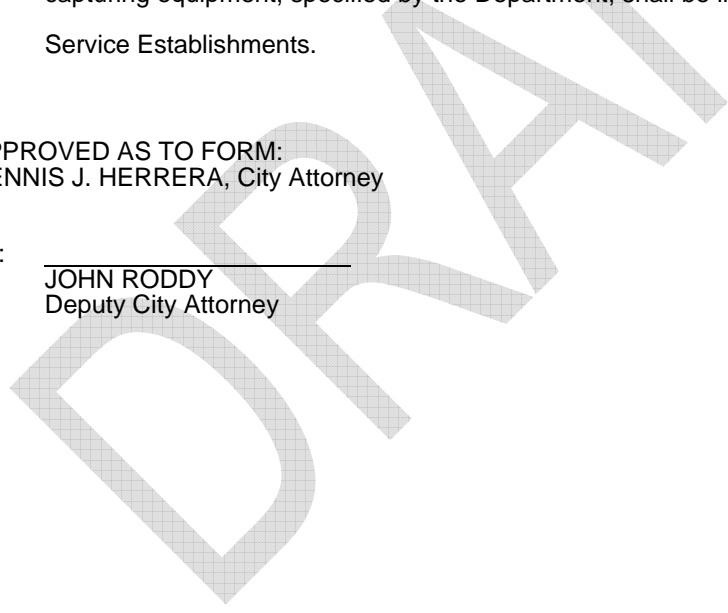 capturing equipment, specified by the Department, shall be i
Service Establishments.
PPROVED AS TO FORM:
ENNIS J. HERRERA, City Attorney
:
JOHN RODDY
Deputy City Attorney
DRA